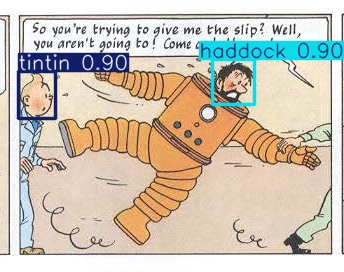 So you're trying to give me the slip? Well,
you aren't going to! Come
tintin 0.90
haddock 0.90